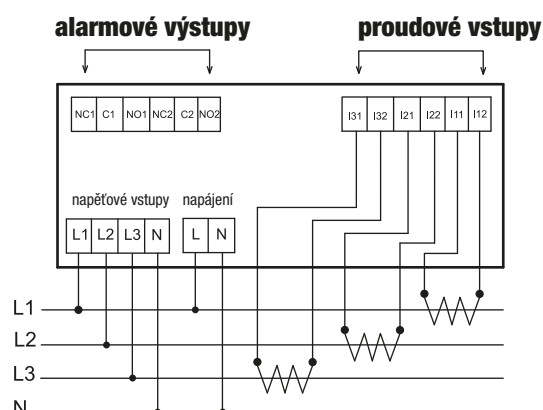 alarmové výstupy proudové vstupy
NC1 C1 NO1 NC2 C2 NO2 I31 I32 I21 I22 I11 I12
napěťové vstupy napájení
L1 L2 L3 N L N
L1
L2
L3
N